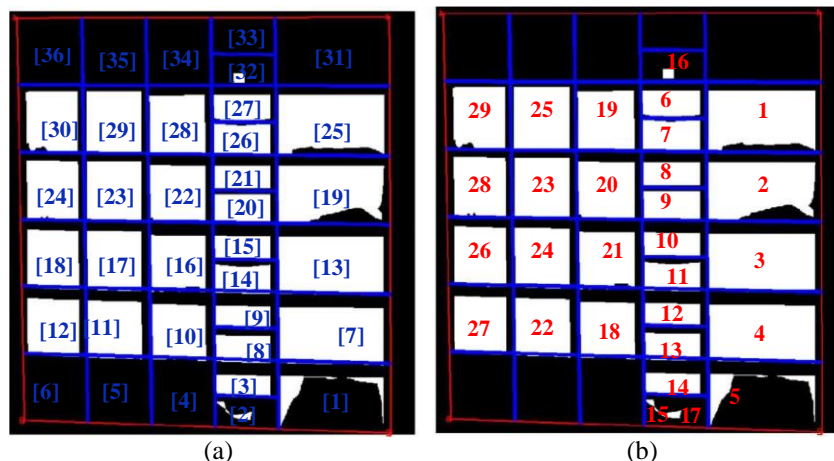 [33]
[36] [35] [34] [31]
[32]
[27]
[30] [29] [28] [25]
[26]
[21]
[24] [23] [22] [19]
[20]
[15]
[18] [17] [16] [13]
[14]
[9]
[12] [11] [10] [7]
[8]
[3]
[6] [5] [4] [1]
[2]
(a)
16
29 25 19 6 1
7
28 23 20 8 2
9
26 24 21 10 3
11
27 22 18 12 4
13
14
15 17 5
(b)